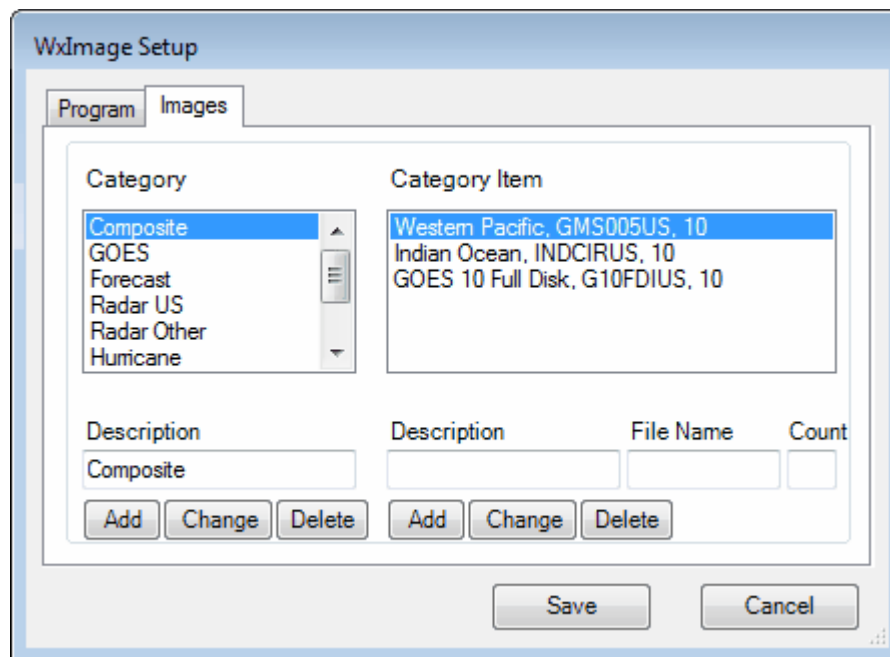 WxImage Setup
Program
Images
Category
Category Item
Composite
GOES
Forecast
Radar US
Radar Other
Hurricane
Western Pacific, GMS005US, 10
Indian Ocean, INDCIRUS, 10
GOES 10 Full Disk, G10FDIUS, 10
Description
Description
File Name
Count
Composite
Add
Change
Delete
Add
Change
Delete
Save
Cancel